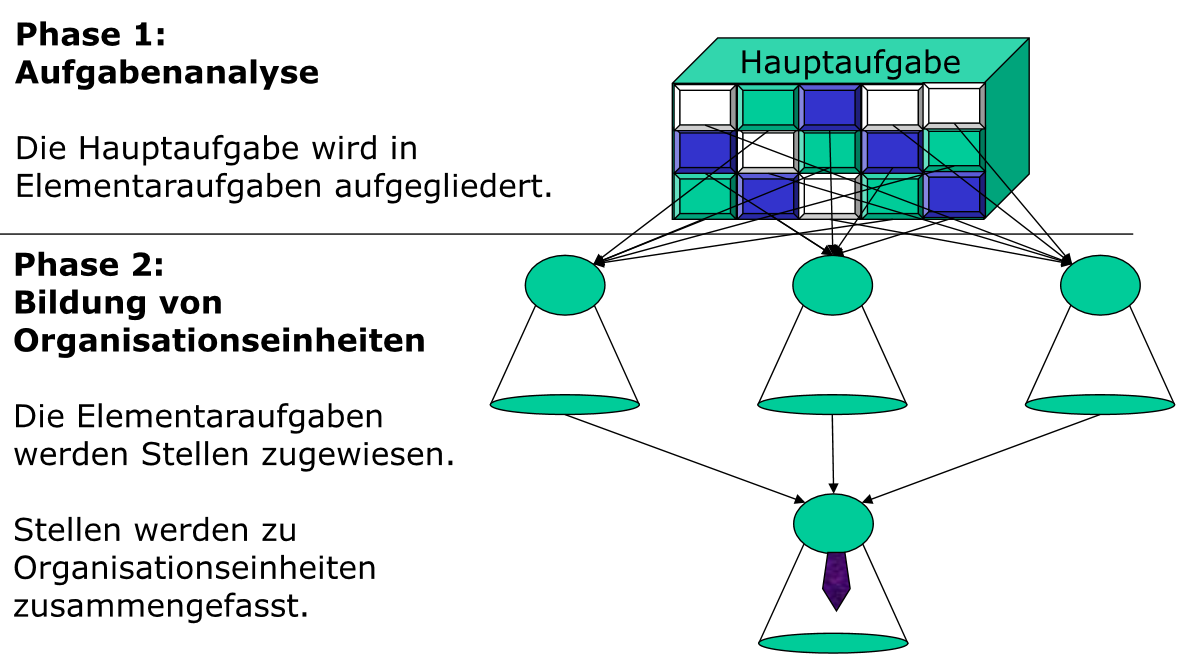 Phase 1:
Aufgabenanalyse
Die Hauptaufgabe wird in
Elementaraufgaben aufgegliedert.
Hauptaufgabe
Phase 2:
Bildung von
Organisationseinheiten
Die Elementaraufgaben
werden Stellen zugewiesen.
Stellen werden zu
Organisationseinheiten
zusammengefasst.